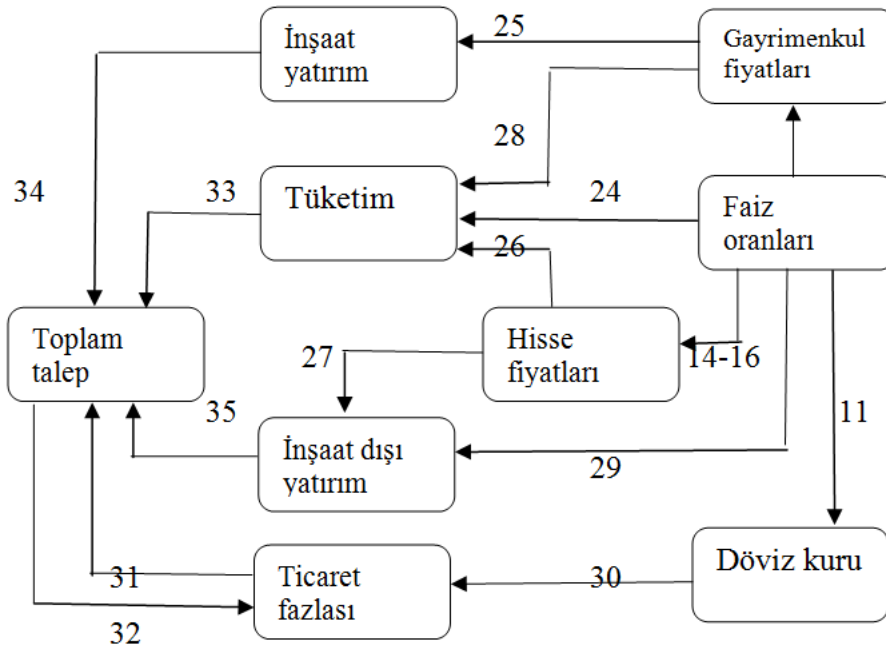 25
İnşaat
yatırım
Gayrimenkul
fiyatları
28
34
33
Tüketim
24
Faiz
oranları
26
Toplam
talep
27
Hisse
fiyatları
14-16
35
11
İnşaat dışı
yatırım
29
Döviz kuru
31
Ticaret
fazlası
30
32